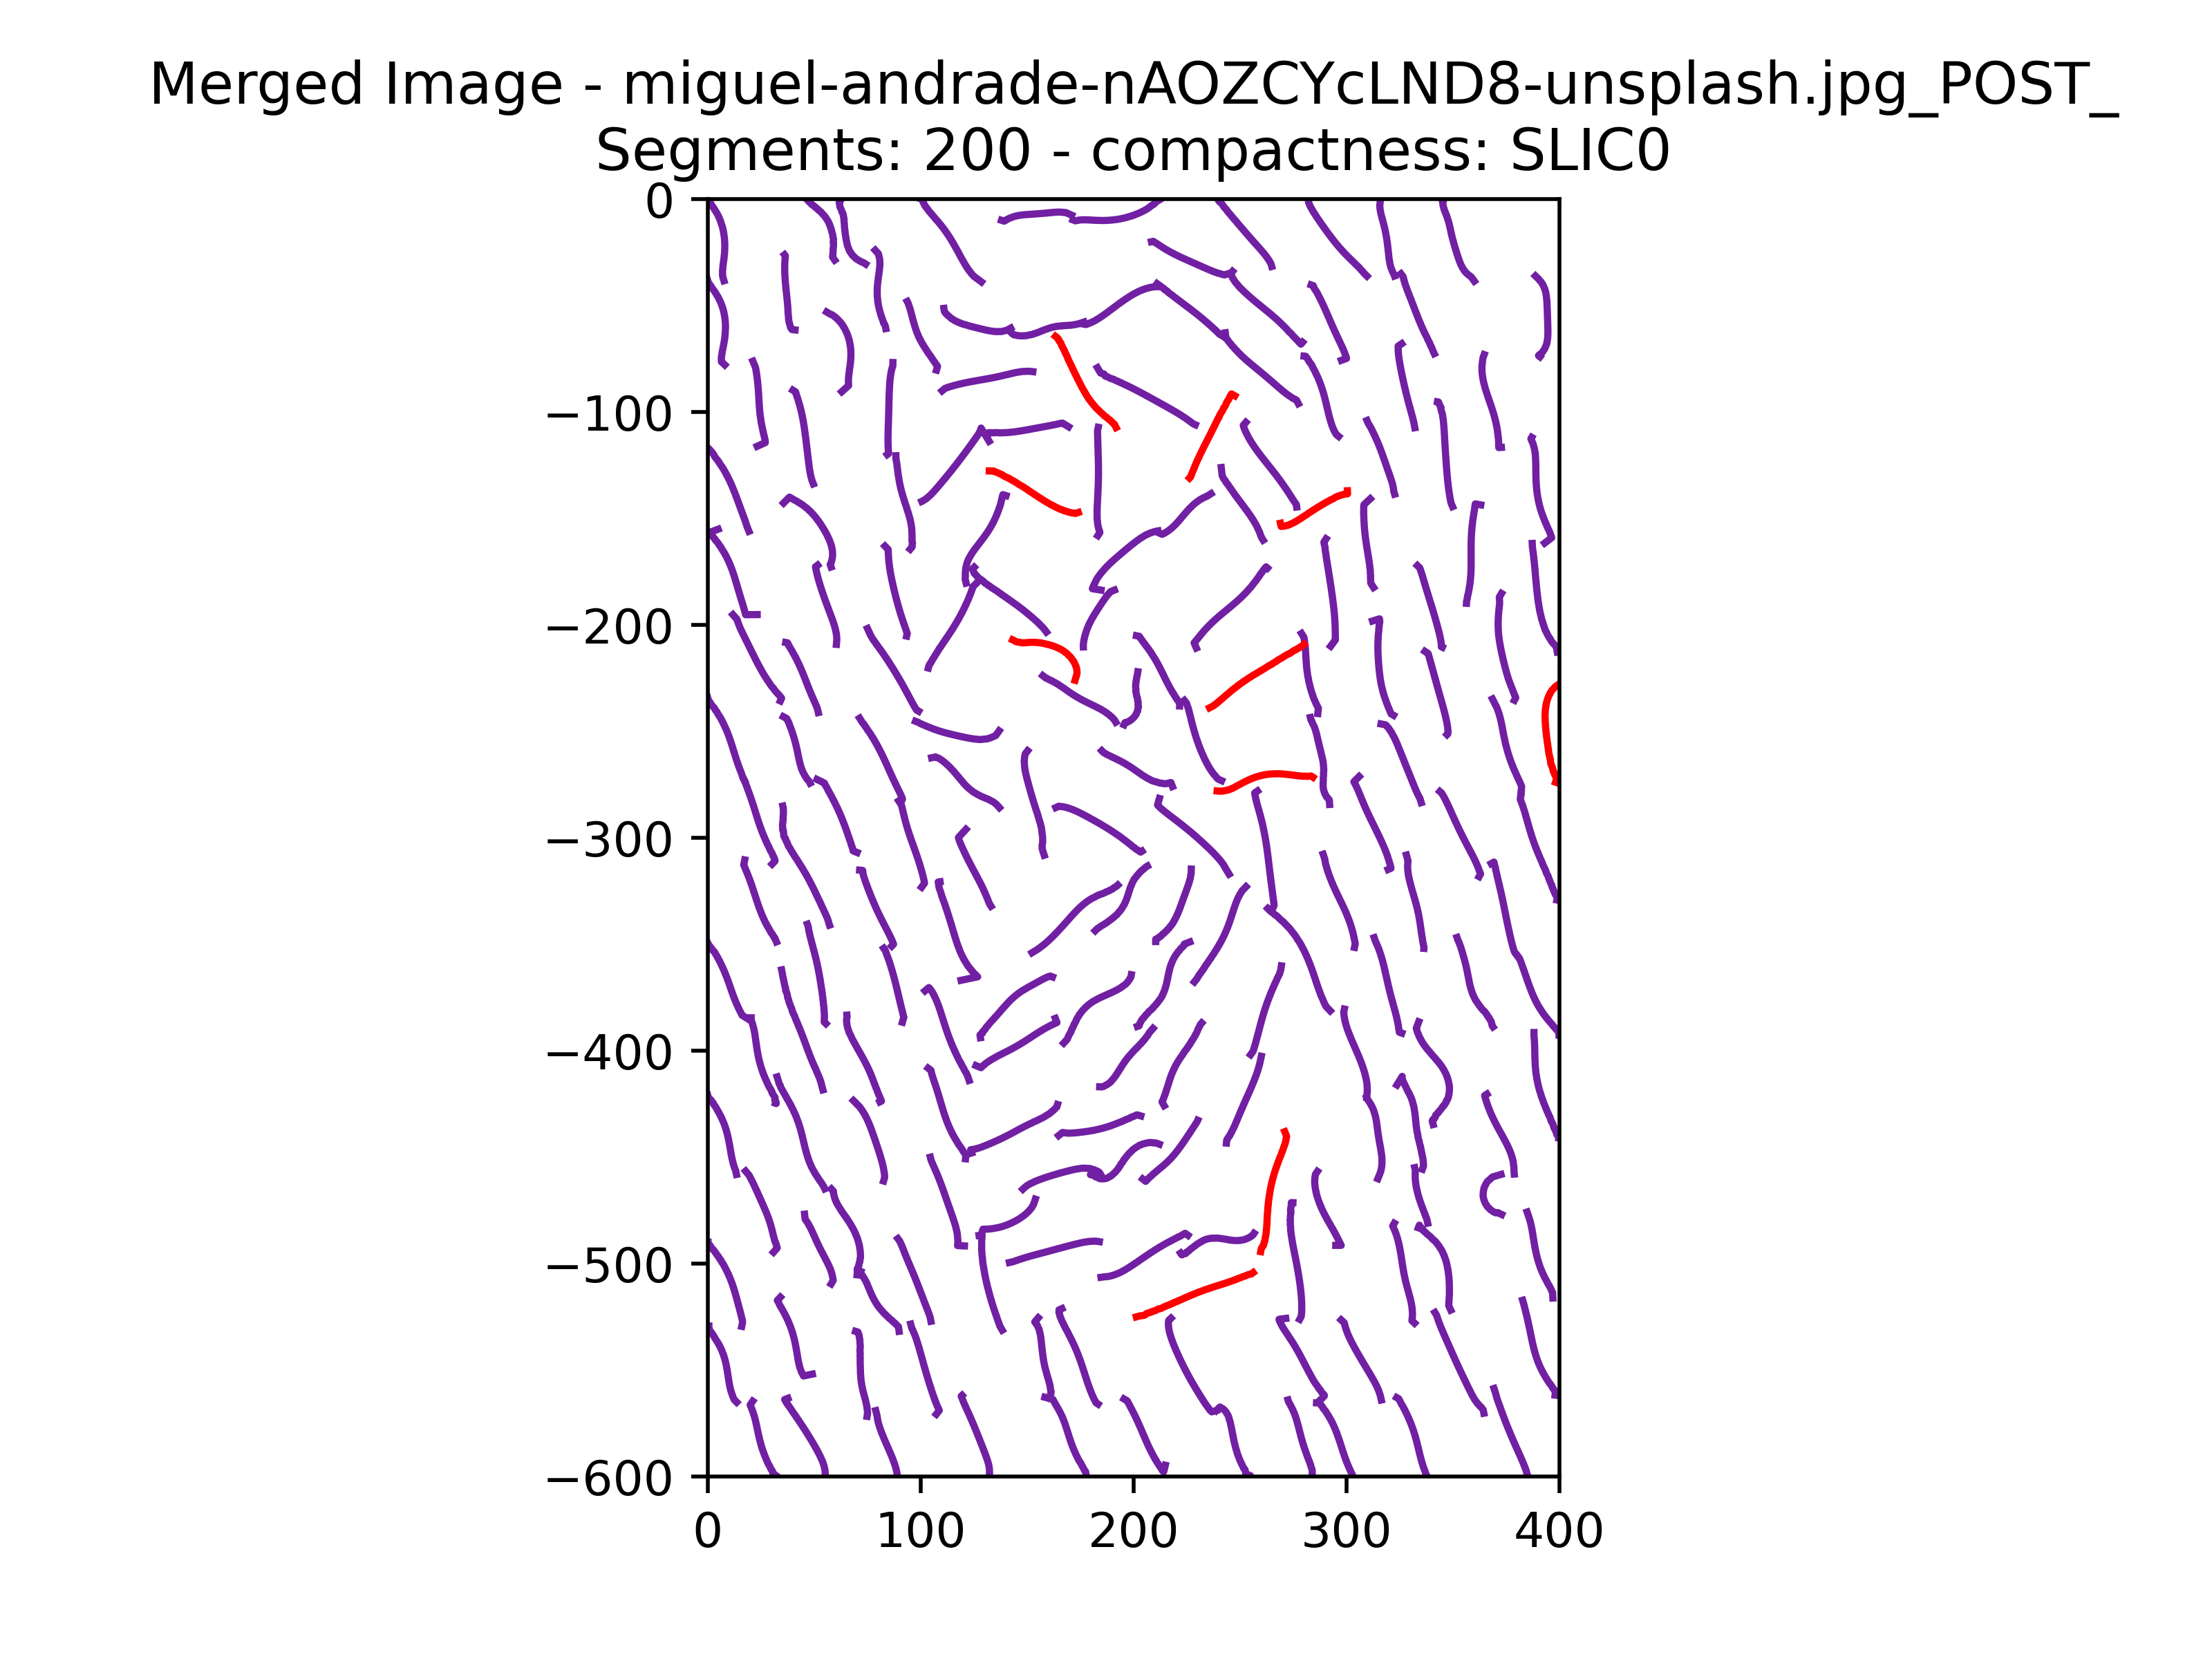 Merged Image - miguel-andrade-nAOZCYcLND8-unsplash.jpg_POST_
Segments: 200 - compactness: SLIC0
0
−100
−200
−300
−400
−500
−600
0 100 200 300 400